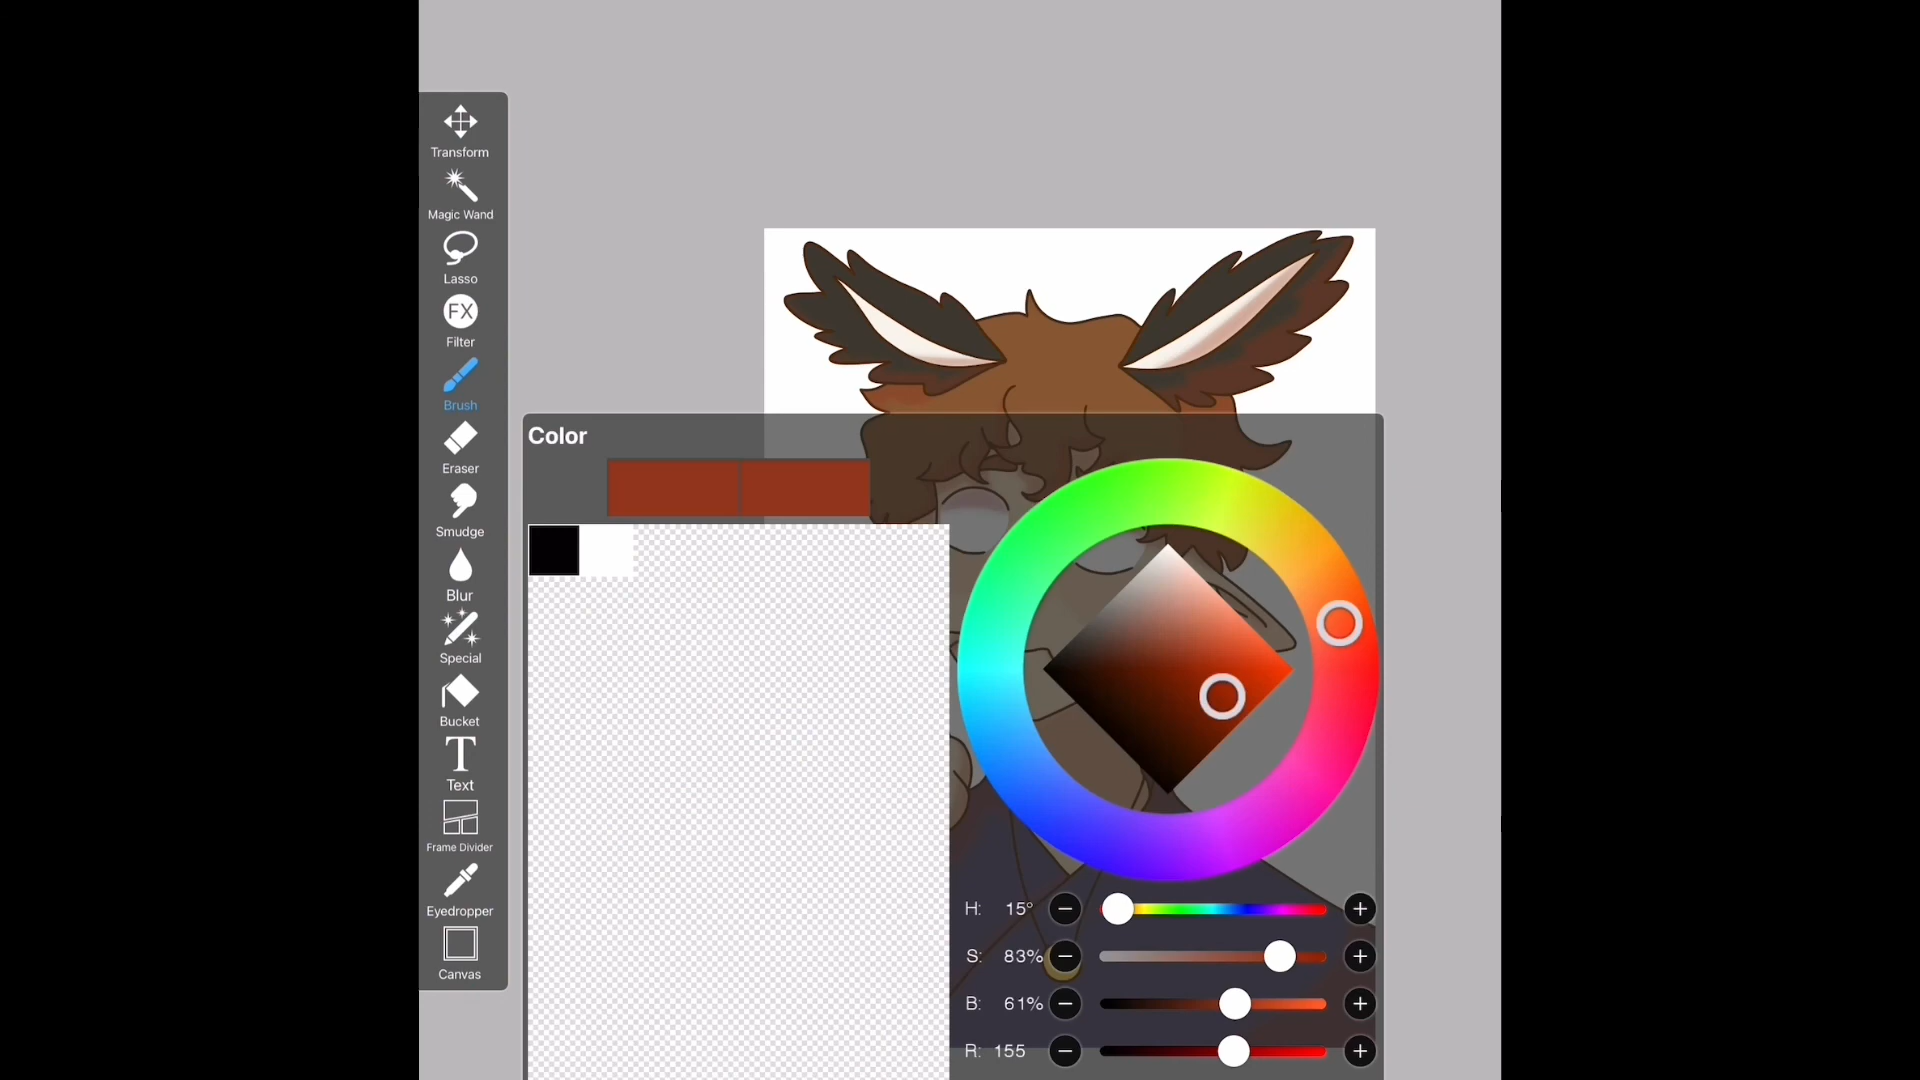 Transform
Magic Wand
Lasso
FX
Filter
Brush
Eraser
Smudge
Blur
Special
Bucket
T
Text
Frame Divider
Eyedropper
Canvas
Color
H: 15°
S: 83%
B: 61%
R: 155